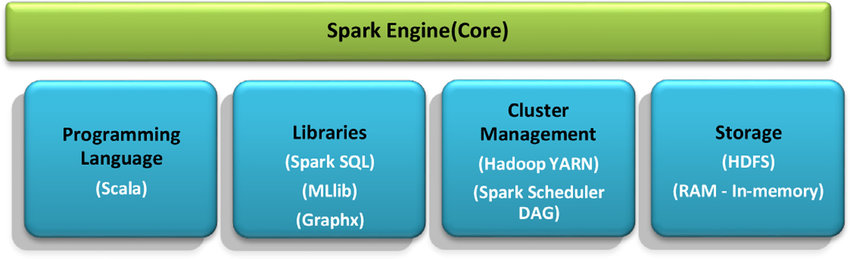 Spark Engine(Core)
Programming
Language
(Scala)
Libraries
(Spark SQL)
(MLlib)
(Graphx)
Cluster
Management
(Hadoop YARN)
(Spark Scheduler
DAG)
Storage
(HDFS)
(RAM - In-memory)